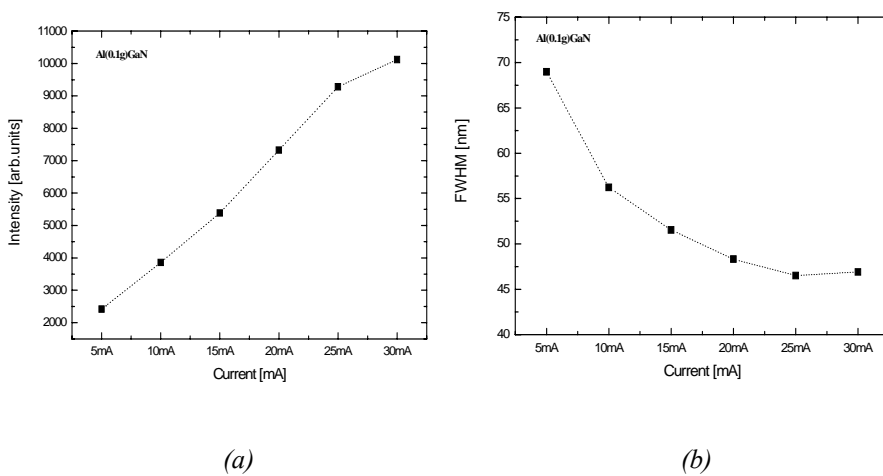 Al(0.1g)GaN
11000
10000
9000
8000
7000
6000
5000
4000
3000
2000
Intensity [arb.units]
5mA 10mA 15mA 20mA 25mA 30mA
Current [mA]
(a)
Al(0.1g)GaN
75
70
65
60
55
50
45
40
FWHM [nm]
5mA 10mA 15mA 20mA 25mA 30mA
Current [mA]
(b)